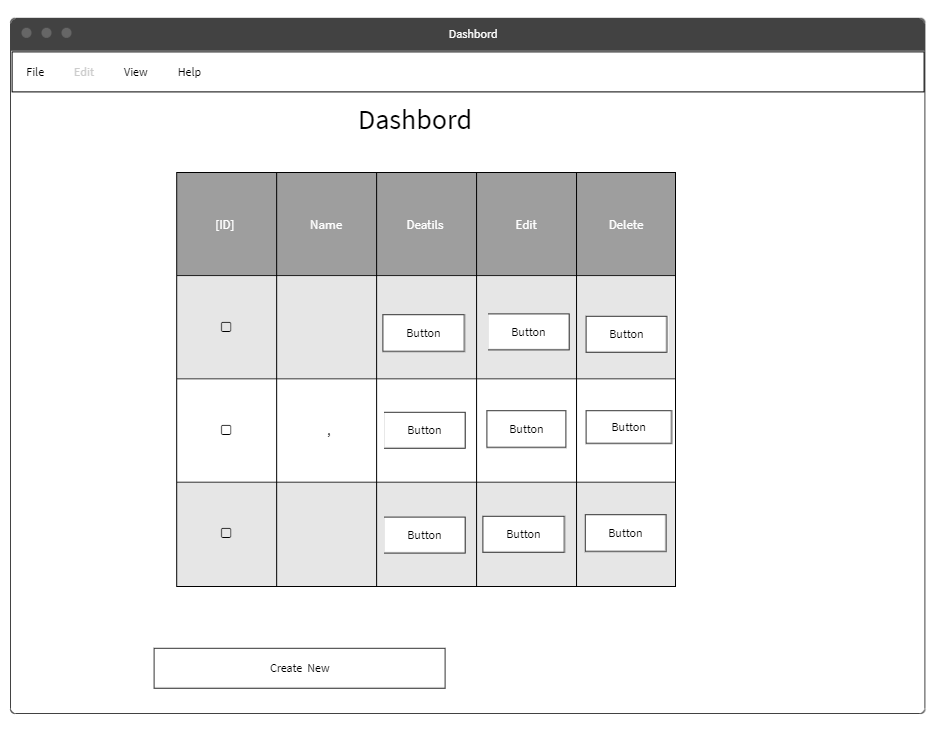 Dashbord
File Edit View Help
Dashbord
[ID] Name Deatils Edit Delete
Button Button Button
, Button Button Button
Button Button Button
Create New